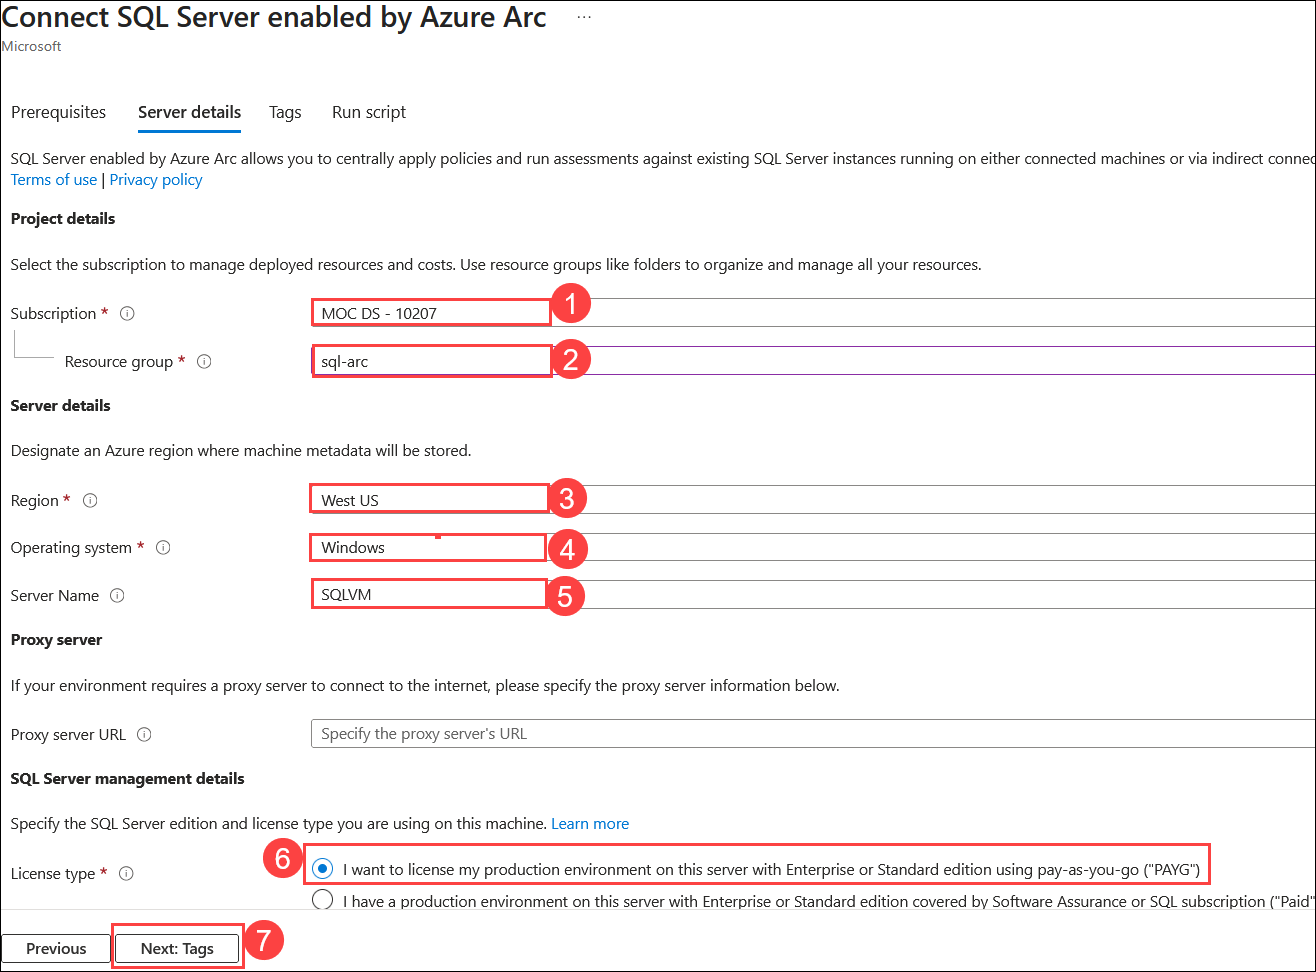 Connect SQL Server enabled by Azure Arc ...
Microsoft
Prerequisites Server details Tags Run script
SQL Server enabled by Azure Arc allows you to centrally apply policies and run assessments against existing SQL Server instances running on either connected machines or via indirect connec
Terms of use | Privacy policy
Project details
Select the subscription to manage deployed resources and costs. Use resource groups like folders to organize and manage all your resources.
Subscription * MOC DS - 10207 1
Resource group * sql-arc 2
Server details
Designate an Azure region where machine metadata will be stored.
Region * West US 3
Operating system * Windows 4
Server Name SQLVM 5
Proxy server
If your environment requires a proxy server to connect to the internet, please specify the proxy server information below.
Proxy server URL Specify the proxy server's URL
SQL Server management details
Specify the SQL Server edition and license type you are using on this machine. Learn more
License type * 6 I want to license my production environment on this server with Enterprise or Standard edition using pay-as-you-go ("PAYG")
I have a production environment on this server with Enterprise or Standard edition covered by Software Assurance or SQL subscription ("Paid"
Previous Next: Tags 7